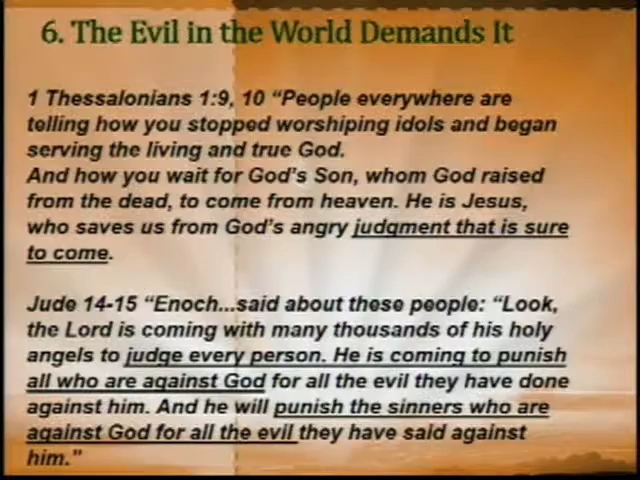 6. The Evil in the World Demands It
1 Thessalonians 1:9, 10 “People everywhere are
telling how you stopped worshiping idols and began
serving the living and true God.
And how you wait for God’s Son, whom God raised
from the dead, to come from heaven. He is Jesus,
who saves us from God’s angry judgment that is sure
to come.
Jude 14-15 “Enoch...said about these people: “Look,
the Lord is coming with many thousands of his holy
angels to judge every person. He is coming to punish
all who are against God for all the evil they have done
against him. And he will punish the sinners who are
against God for all the evil they have said against
him.”